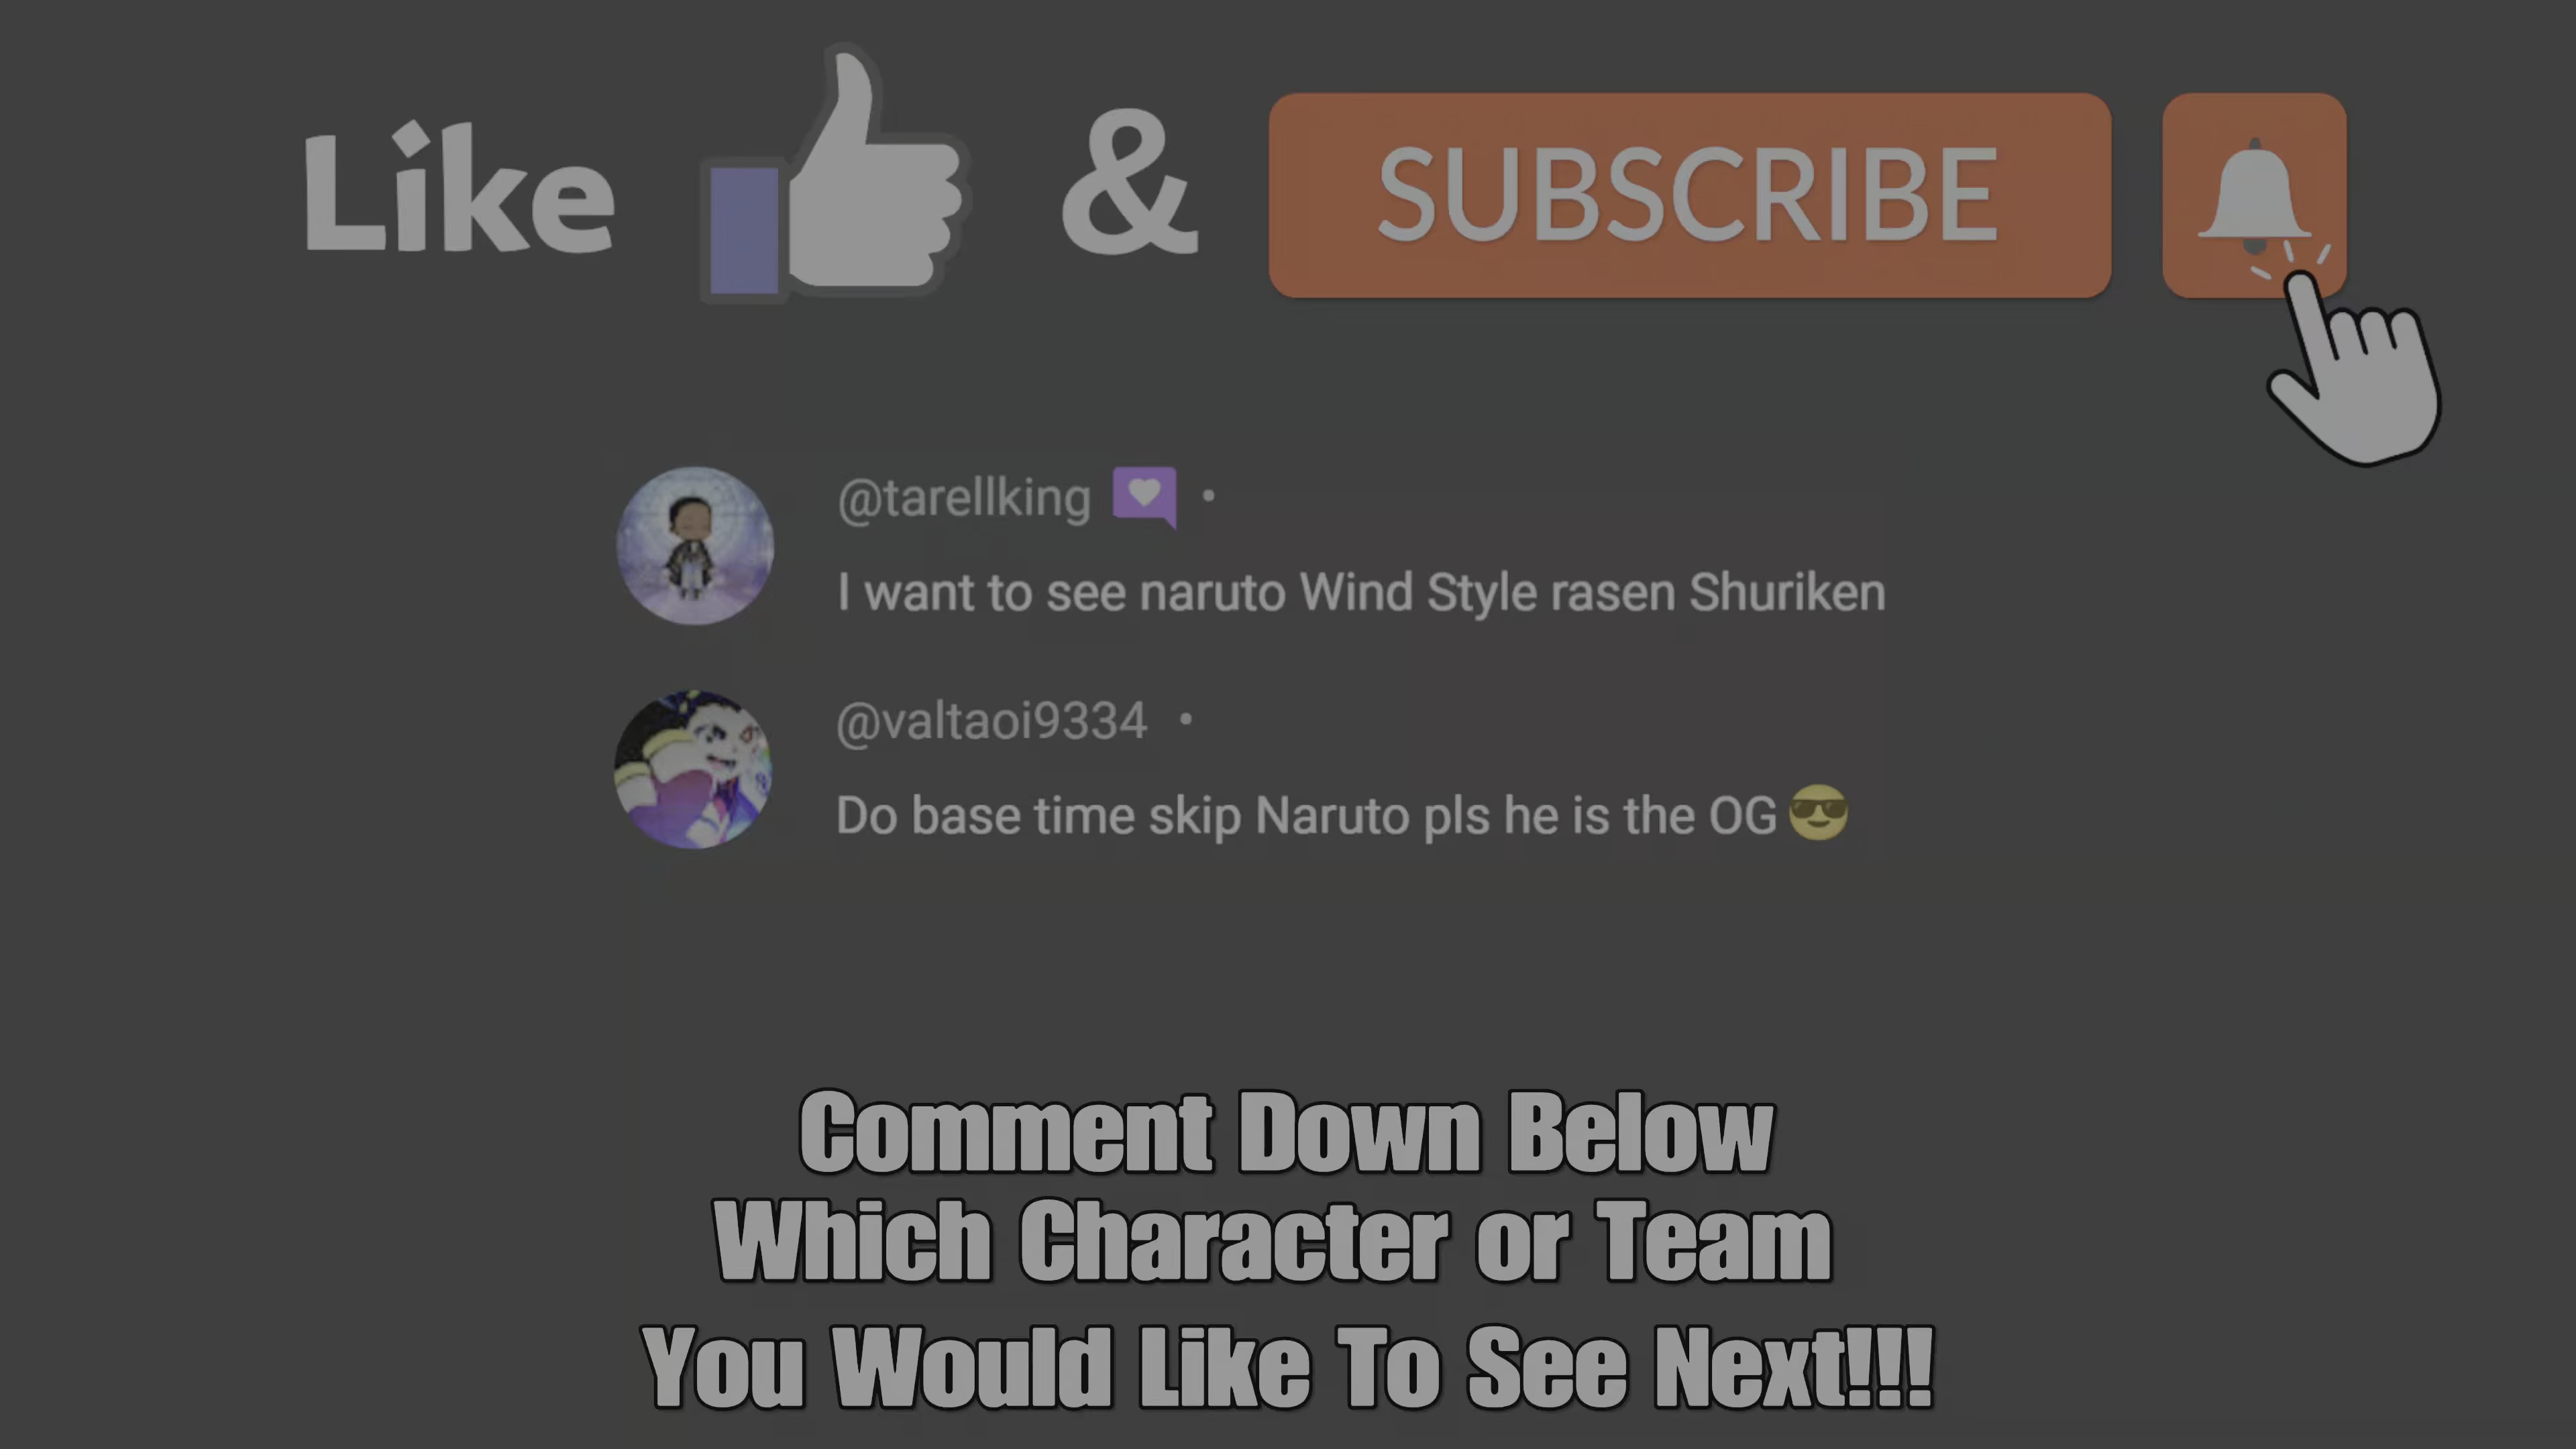 Like & SUBSCRIBE
@tarellking •
I want to see naruto Wind Style rasen Shuriken
@valtaoi9334 •
Do base time skip Naruto pls he is the OG😎
Comment Down Below
Which Character or Team
You Would Like To See Next!!!